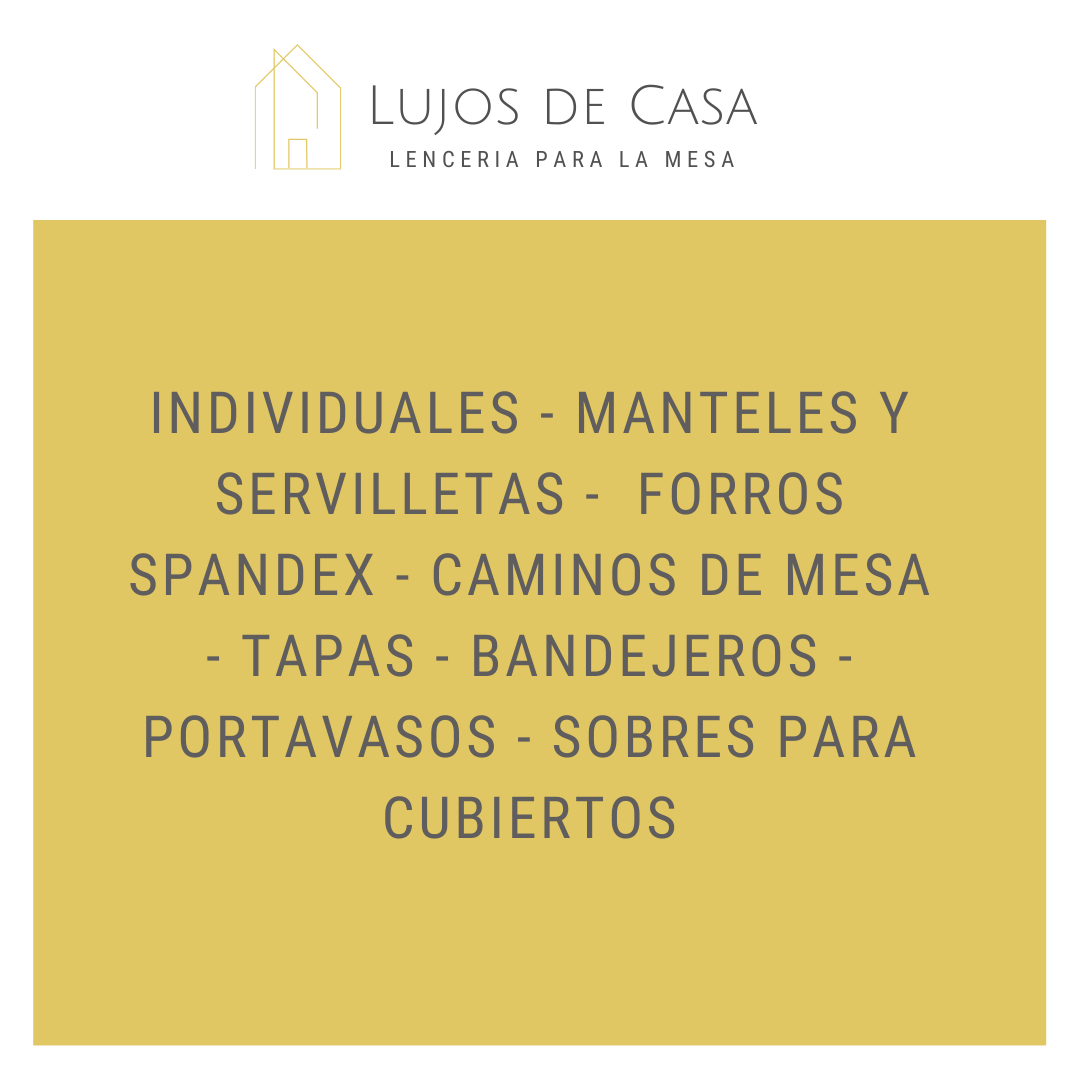 LUJOS DE CASA
LENCERIA PARA LA MESA
INDIVIDUALES - MANTELES Y
SERVILLETAS -  FORROS
SPANDEX - CAMINOS DE MESA
- TAPAS - BANDEJEROS -
PORTAVASOS - SOBRES PARA
CUBIERTOS